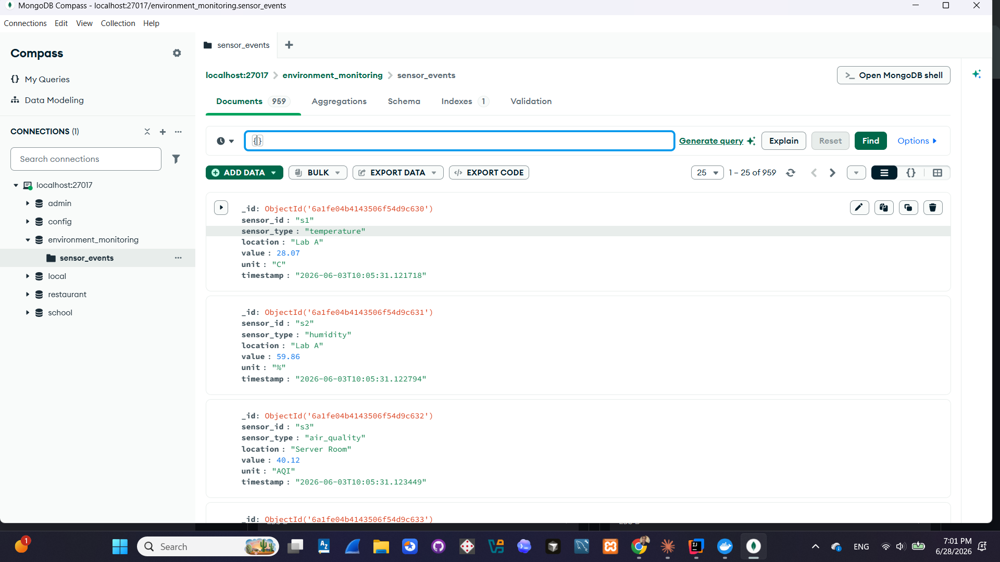 MongoDB Compass - localhost:27017/environment_monitoring.sensor_events
Connections Edit View Collection Help
Compass
sensor_events
My Queries
Data Modeling
localhost:27017 environment_monitoring sensor_events
Open MongoDB shell
Documents 959 Aggregations Schema Indexes 1 Validation
CONNECTIONS (1)
Search connections
{}
Generate query Explain Reset Find Options
ADD DATA BULK EXPORT DATA EXPORT CODE
25 1 – 25 of 959
localhost:27017
admin
config
environment_monitoring
sensor_events
local
restaurant
school
_id: ObjectId('6a1fe04b4143506f54d9c630')
sensor_id : "s1"
sensor_type : "temperature"
location : "Lab A"
value : 28.07
unit : "C"
timestamp : "2026-06-03T10:05:31.121718"
_id: ObjectId('6a1fe04b4143506f54d9c631')
sensor_id : "s2"
sensor_type : "humidity"
location : "Lab A"
value : 59.86
unit : "%"
timestamp : "2026-06-03T10:05:31.122794"
_id: ObjectId('6a1fe04b4143506f54d9c632')
sensor_id : "s3"
sensor_type : "air_quality"
location : "Server Room"
value : 40.12
unit : "AQI"
timestamp : "2026-06-03T10:05:31.123449"
_id: ObjectId('6a1fe04b4143506f54d9c633')
1
Search
ENG
7:01 PM
6/28/2026